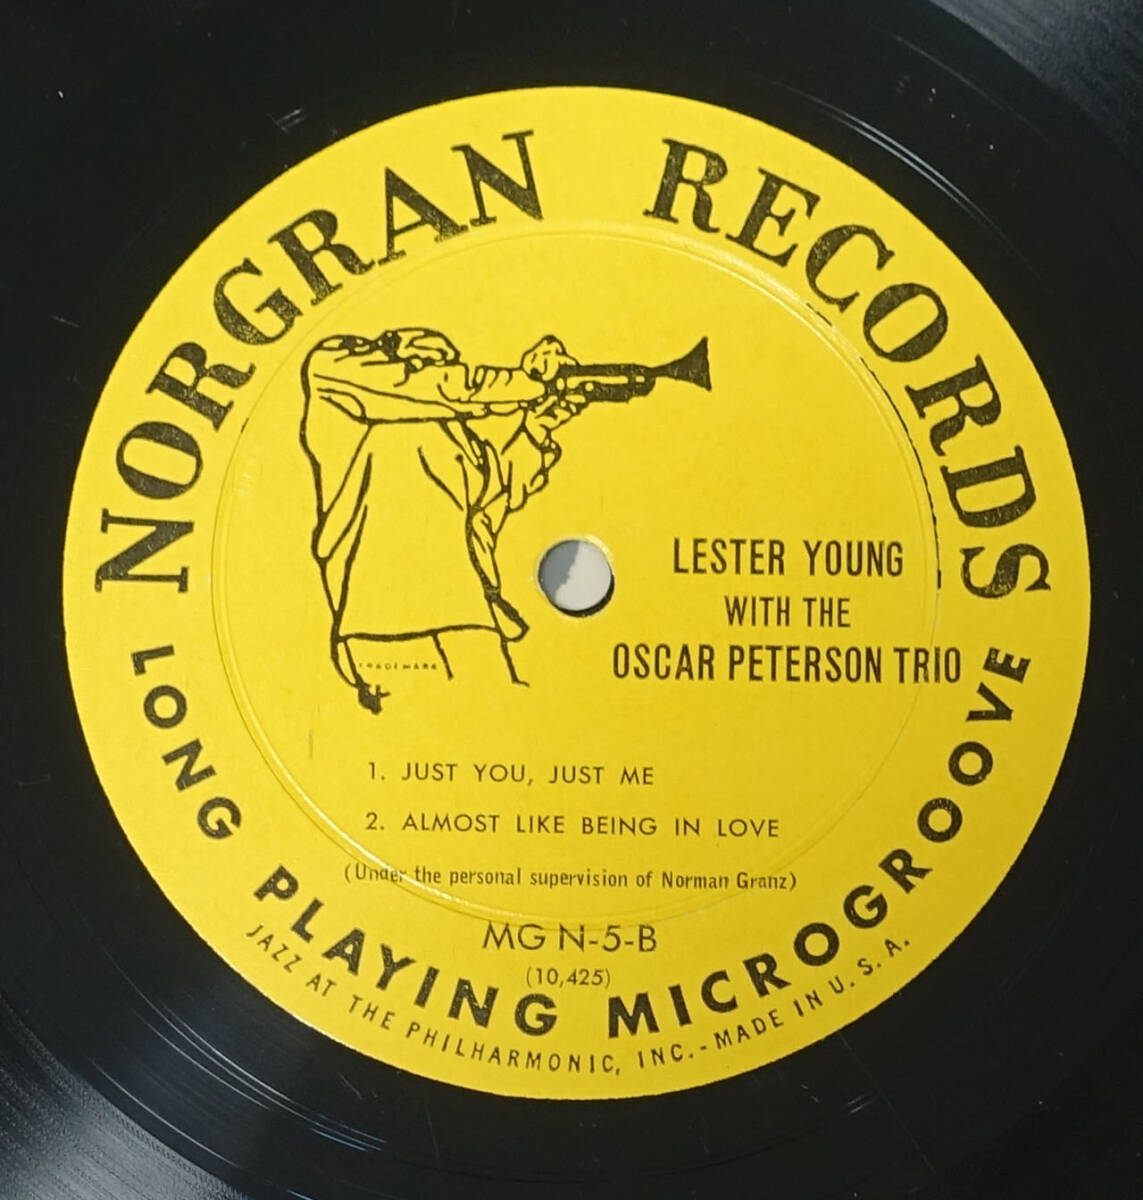 NORGRAN RECORDS
TRADEMARK
LESTER YOUNG
WITH THE
OSCAR PETERSON TRIO
1. JUST YOU, JUST ME
2. ALMOST LIKE BEING IN LOVE
(Under the personal supervision of Norman Granz)
MG N-5-B
(10,425)
LONG PLAYING MICROGROOVE
JAZZ AT THE PHILHARMONIC, INC.-MADE IN U. S. A.